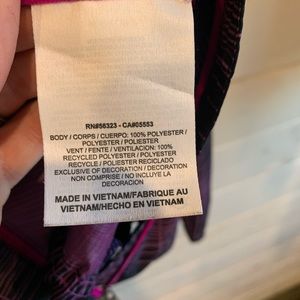 RN#56323 - CA#05553
BODY / CORPS / CUERPO: 100% POLYESTER /
POLYESTER / POLIESTER
VENT / FENTE / VENTILACION: 100%
RECYCLED POLYESTER / POLYESTER
RECYCLE / POLIESTER RECICLADO
EXCLUSIVE OF DECORATION / DECORATION
NON COMPRISE / NO INCLUYE LA
DECORACION
MADE IN VIETNAM/FABRIQUE AU
VIETNAM/HECHO EN VIETNAM